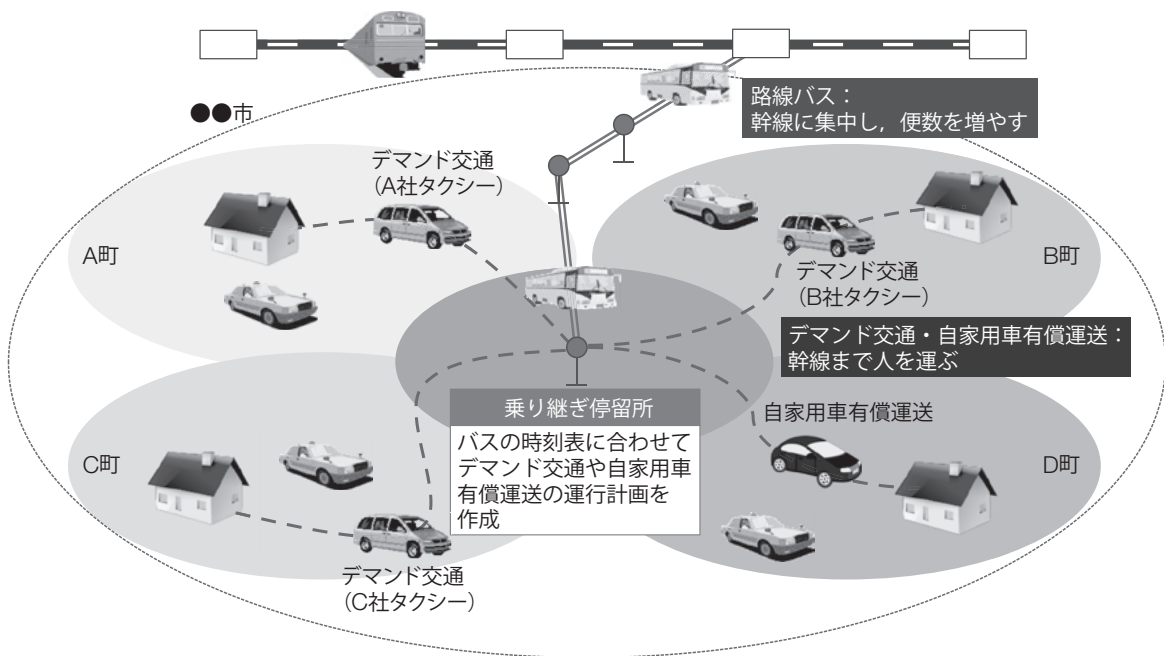 ●●市
路線バス：
幹線に集中し，便数を増やす
デマンド交通
（A社タクシー）
A町
B町
デマンド交通
（B社タクシー）
デマンド交通・自家用車有償運送：
幹線まで人を運ぶ
乗り継ぎ停留所
バスの時刻表に合わせて
デマンド交通や自家用車
有償運送の運行計画を
作成
自家用車有償運送
C町
D町
デマンド交通
（C社タクシー）